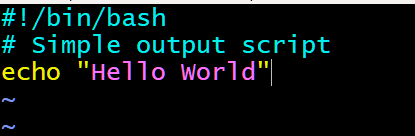 #!/bin/bash
# Simple output script
echo "Hello World"
~
~